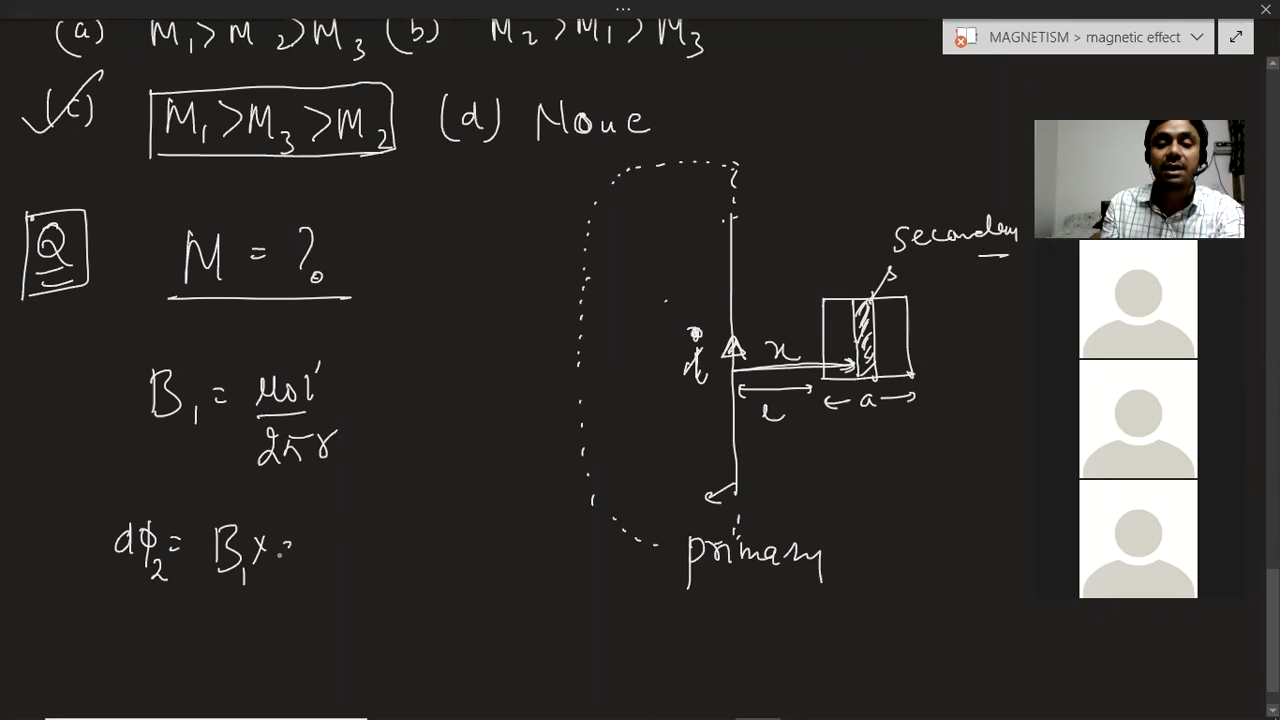 (a) M₁>M₂>M₃ (b) M₂>M₁>M₃
MAGNETISM > magnetic effect
(c) M₁>M₃>M₂ (d) None
Q M = ?
secondary
i x
B₁ = μ₀i
2πr
l a
dφ₂ = B₁×
primary